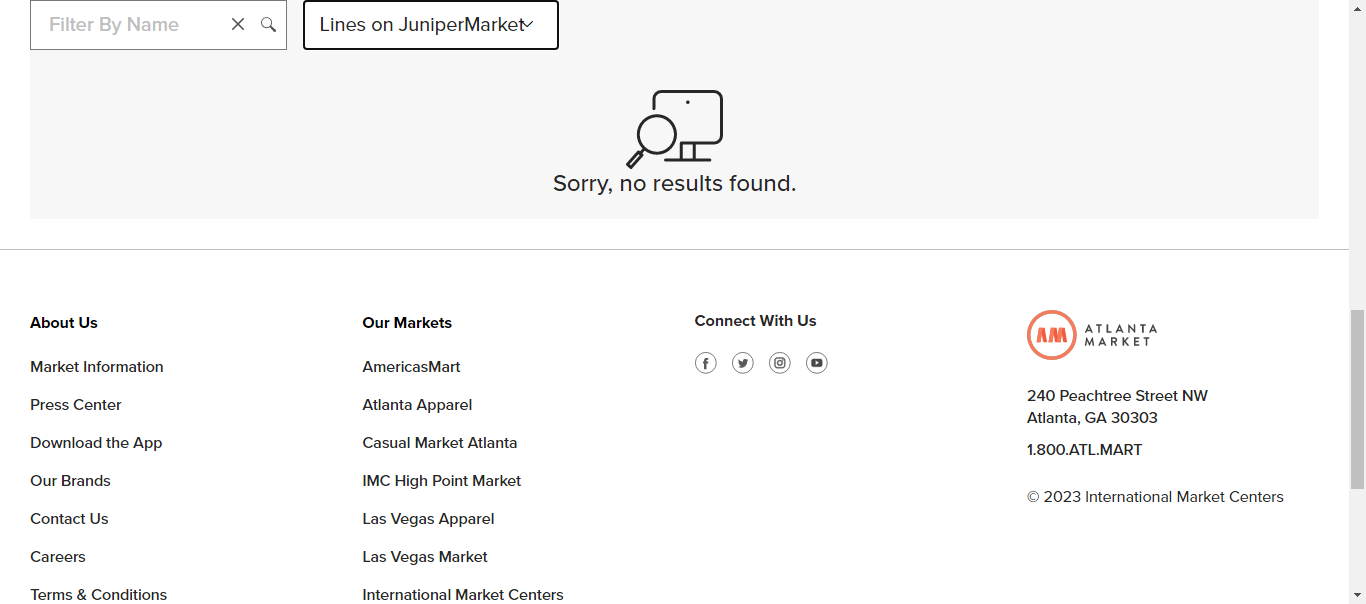 Filter By Name
Lines on JuniperMarket
Sorry, no results found.
About Us
Market Information
Press Center
Download the App
Our Brands
Contact Us
Careers
Terms & Conditions
Our Markets
AmericasMart
Atlanta Apparel
Casual Market Atlanta
IMC High Point Market
Las Vegas Apparel
Las Vegas Market
International Market Centers
Connect With Us
AM ATLANTA
MARKET
240 Peachtree Street NW
Atlanta, GA 30303
1.800.ATL.MART
© 2023 International Market Centers